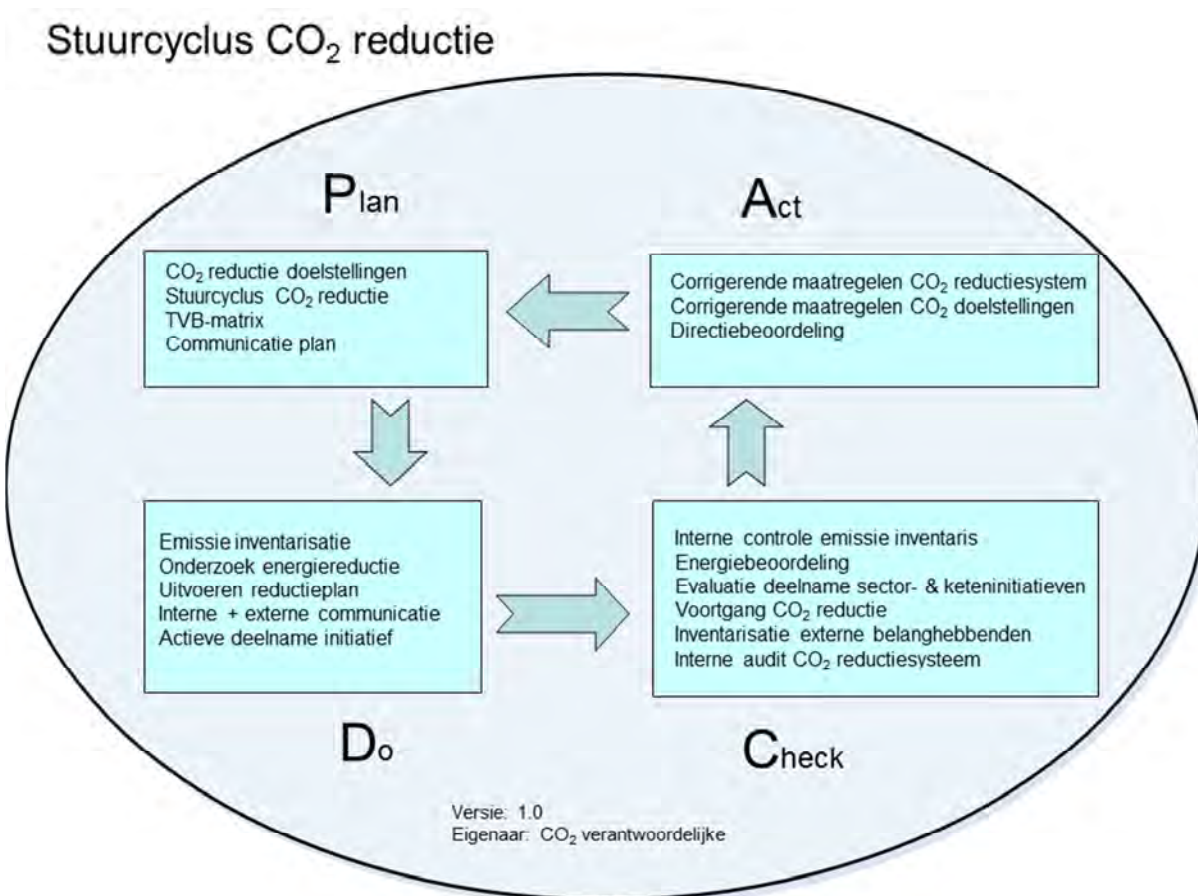 Stuurcyclus CO₂ reductie
Plan
CO₂ reductie doelstellingen
Stuurcyclus CO₂ reductie
TVB-matrix
Communicatie plan
Act
Corrigerende maatregelen CO₂ reductiesystem
Corrigerende maatregelen CO₂ doelstellingen
Directiebeoordeling
Emissie inventarisatie
Onderzoek energiereductie
Uitvoeren reductieplan
Interne + externe communicatie
Actieve deelname initiatief
Do
Interne controle emissie inventaris
Energiebeoordeling
Evaluatie deelname sector- & keteninitiatieven
Voortgang CO₂ reductie
Inventarisatie externe belanghebbenden
Interne audit CO₂ reductiesysteem
Check
Versie: 1.0
Eigenaar: CO₂ verantwoordelijke